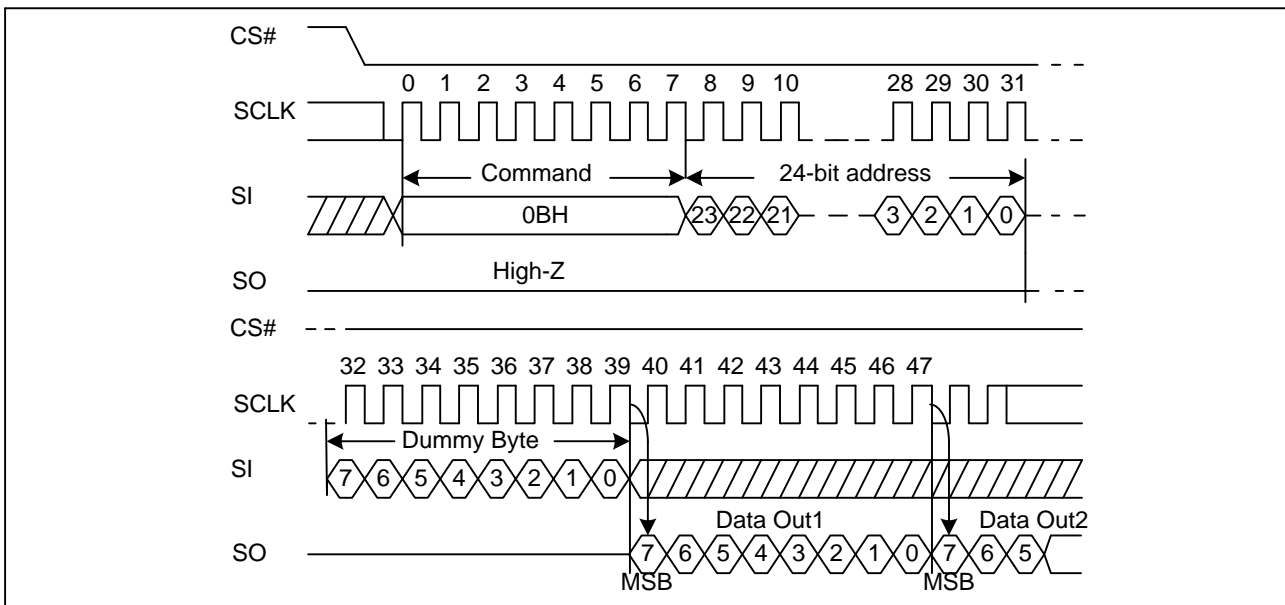 CS#
0 1 2 3 4 5 6 7 8 9 10 28 29 30 31
SCLK
Command 24-bit address
SI
0BH 23 22 21 3 2 1 0
High-Z
SO
CS#
32 33 34 35 36 37 38 39 40 41 42 43 44 45 46 47
SCLK
Dummy Byte
SI
7 6 5 4 3 2 1 0
Data Out1 Data Out2
SO
7 6 5 4 3 2 1 0 7 6 5
MSB MSB